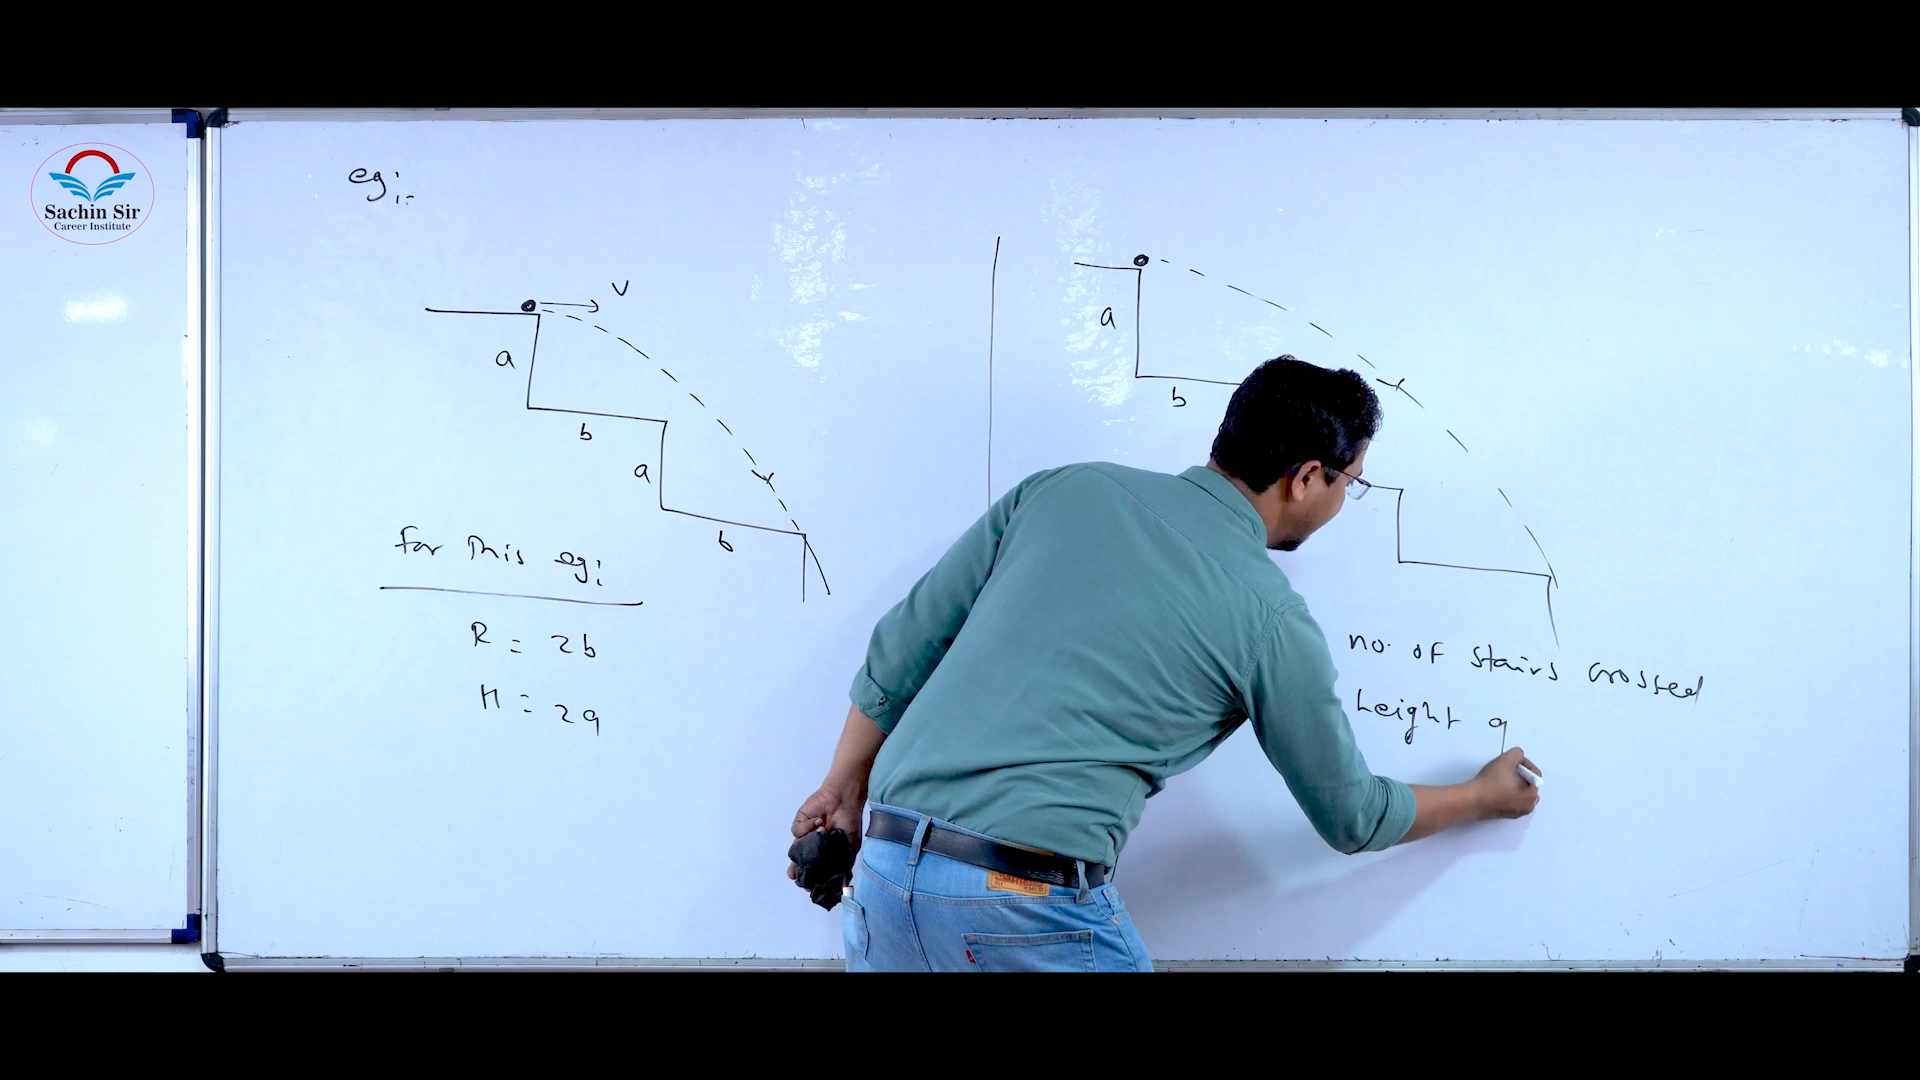 Sachin Sir
Career Institute
eg:-
V
a
b
a
b
for this eg:
R = 2b
H = 2a
a
b
no. of stairs crossed
height a